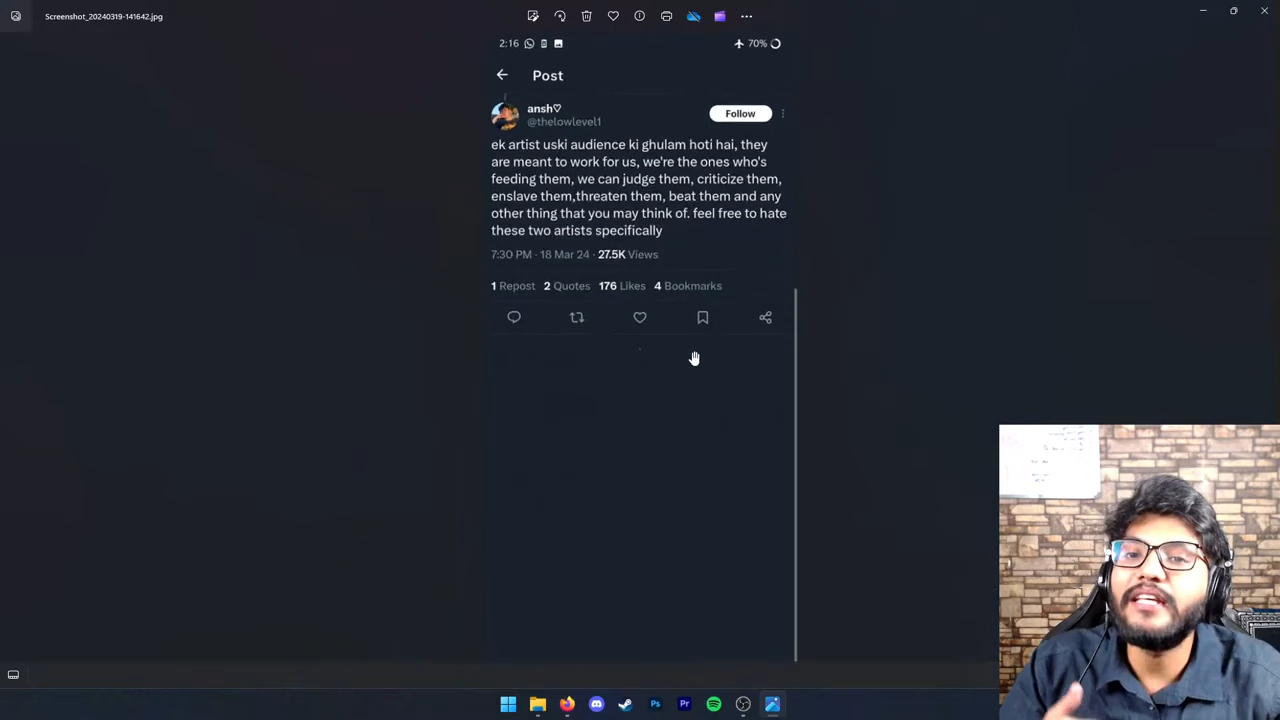 Screenshot_20240319-141642.jpg
2:16
70%
Post
ansh♡
@thelowlevel1
Follow
ek artist uski audience ki ghulam hoti hai, they
are meant to work for us, we're the ones who's
feeding them, we can judge them, criticize them,
enslave them,threaten them, beat them and any
other thing that you may think of. feel free to hate
these two artists specifically
7:30 PM · 18 Mar 24 · 27.5K Views
1 Repost 2 Quotes 176 Likes 4 Bookmarks
Ps
Pr